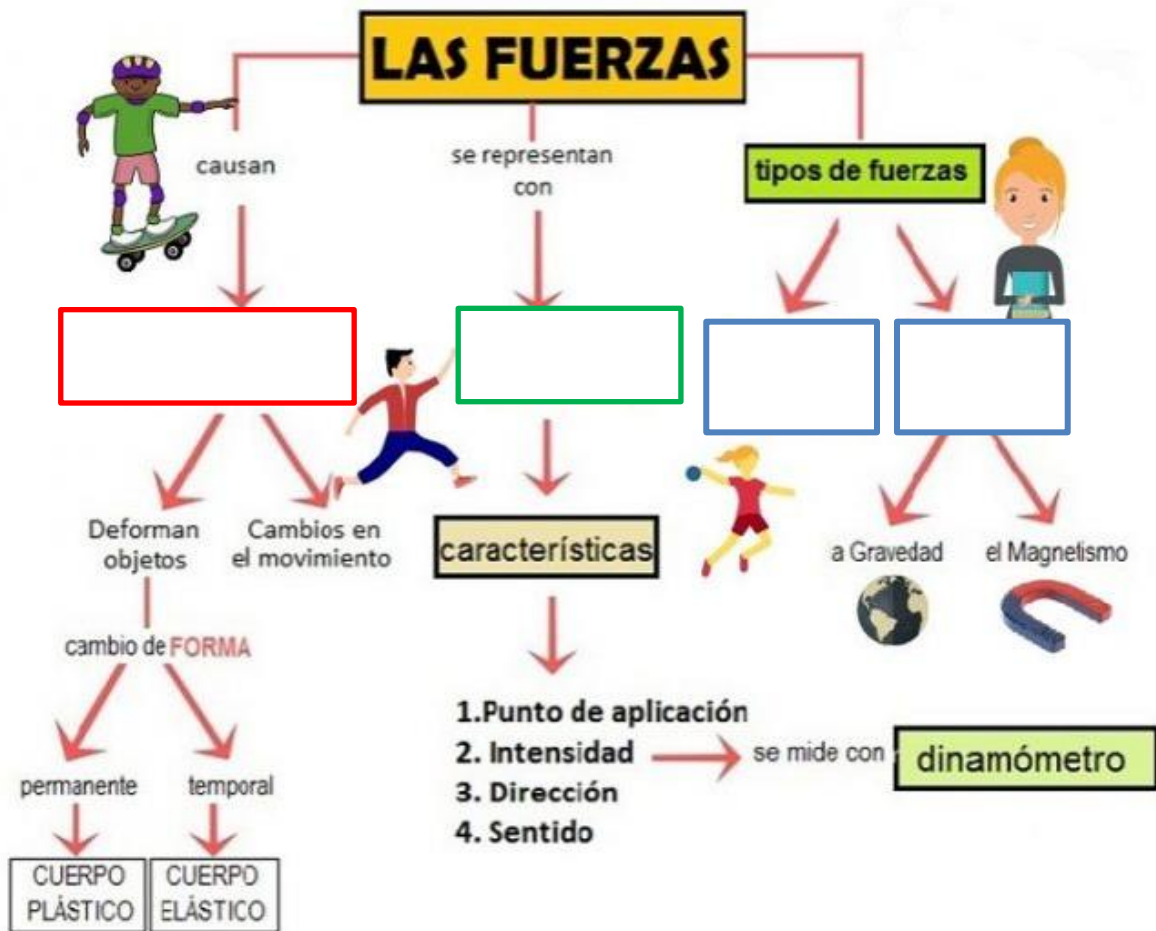 LAS FUERZAS
causan
se representan
con
tipos de fuerzas
Deforman
objetos
Cambios en
el movimiento
características
a Gravedad
el Magnetismo
cambio de FORMA
1.Punto de aplicación
2. Intensidad
se mide con
dinamómetro
3. Dirección
4. Sentido
permanente
temporal
CUERPO
PLÁSTICO
CUERPO
ELÁSTICO